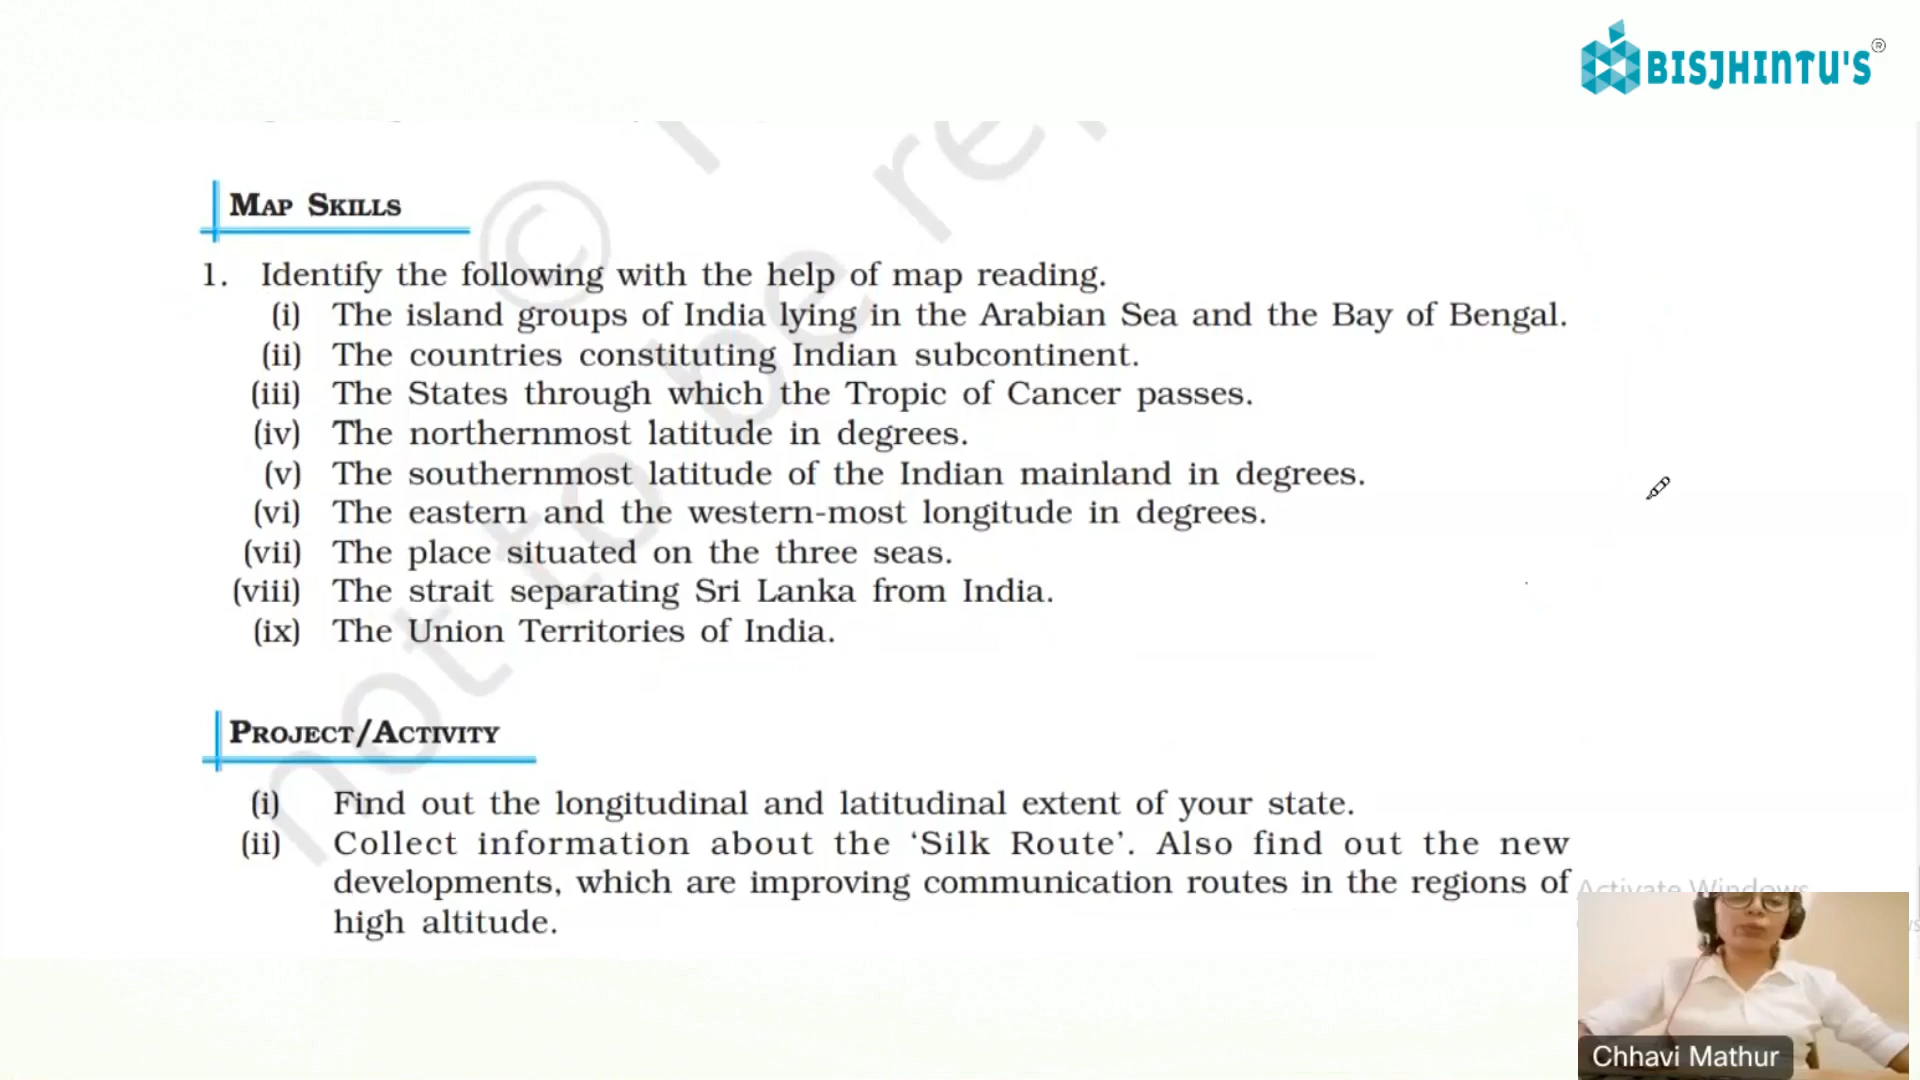 BISJHINTU'S ®
MAP SKILLS
1. Identify the following with the help of map reading.
(i) The island groups of India lying in the Arabian Sea and the Bay of Bengal.
(ii) The countries constituting Indian subcontinent.
(iii) The States through which the Tropic of Cancer passes.
(iv) The northernmost latitude in degrees.
(v) The southernmost latitude of the Indian mainland in degrees.
(vi) The eastern and the western-most longitude in degrees.
(vii) The place situated on the three seas.
(viii) The strait separating Sri Lanka from India.
(ix) The Union Territories of India.
PROJECT/ACTIVITY
(i) Find out the longitudinal and latitudinal extent of your state.
(ii) Collect information about the ‘Silk Route’. Also find out the new
developments, which are improving communication routes in the regions of
high altitude.
Activate Windows
Chhavi Mathur
© not to be re